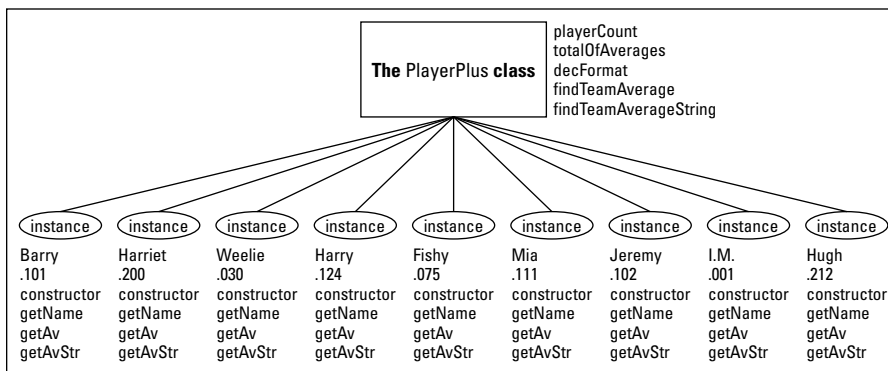 The PlayerPlus class
playerCount
totalOfAverages
decFormat
findTeamAverage
findTeamAverageString
instance instance instance instance instance instance instance instance instance
Barry Harriet Weelie Harry Fishy Mia Jeremy I.M. Hugh
.101 .200 .030 .124 .075 .111 .102 .001 .212
constructor constructor constructor constructor constructor constructor constructor constructor constructor
getName getName getName getName getName getName getName getName getName
getAv getAv getAv getAv getAv getAv getAv getAv getAv
getAvStr getAvStr getAvStr getAvStr getAvStr getAvStr getAvStr getAvStr getAvStr